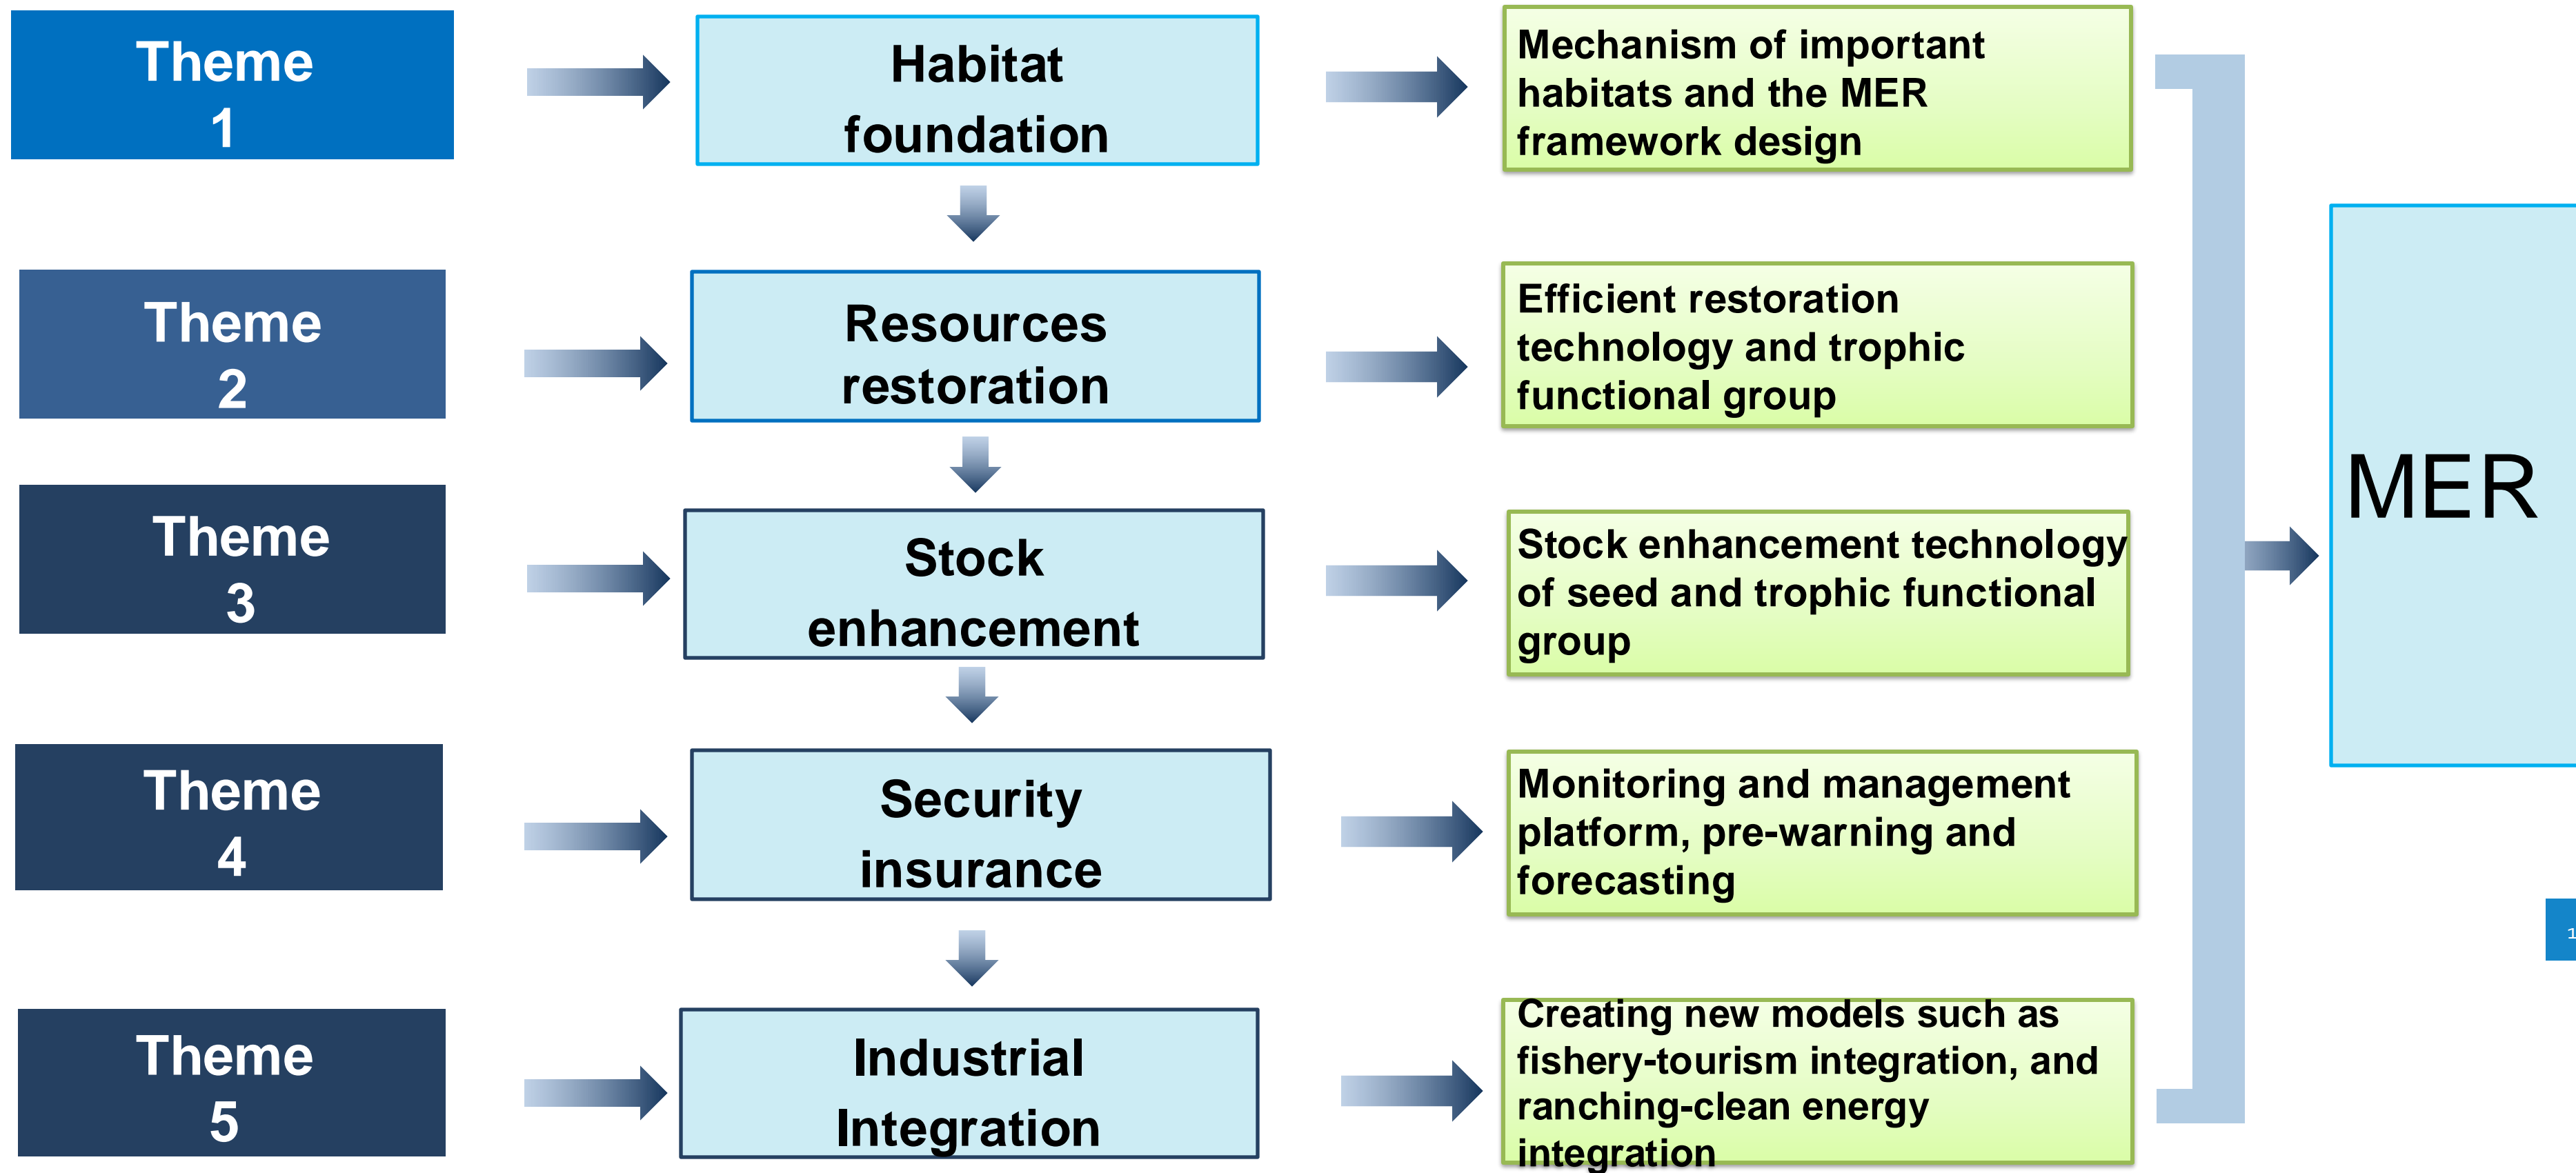 Theme
1
Habitat
foundation
Mechanism of important
habitats and the MER
framework design
Theme
2
Resources
restoration
Efficient restoration
technology and trophic
functional group
Theme
3
Stock
enhancement
Stock enhancement technology
of seed and trophic functional
group
Theme
4
Security
insurance
Monitoring and management
platform, pre-warning and
forecasting
Theme
5
Industrial
Integration
Creating new models such as
fishery-tourism integration, and
ranching-clean energy
integration
MER
1